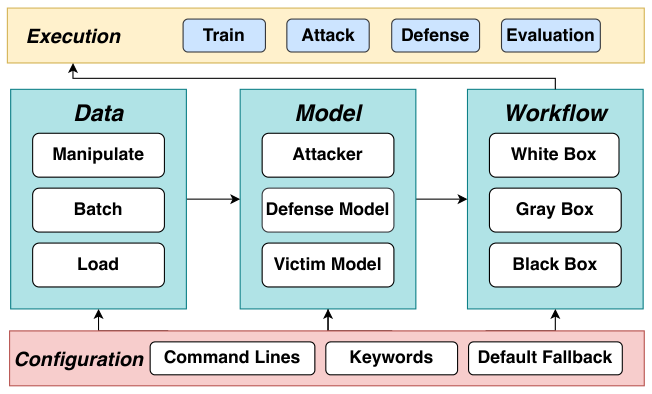 Execution
Train
Attack
Defense
Evaluation
Data
Manipulate
Batch
Load
Model
Attacker
Defense Model
Victim Model
Workflow
White Box
Gray Box
Black Box
Configuration
Command Lines
Keywords
Default Fallback